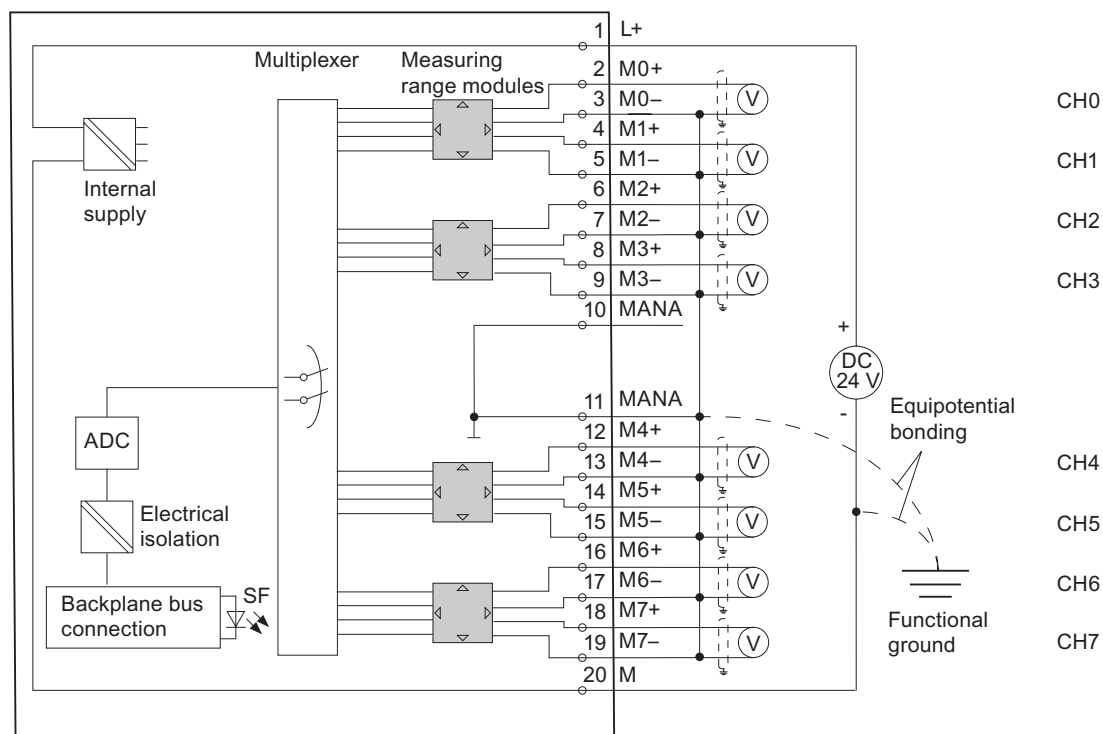 1 L+
Multiplexer
Measuring
range modules
2 M0+
3 M0–
V
CH0
4 M1+
5 M1–
V
CH1
Internal
supply
6 M2+
7 M2–
V
CH2
8 M3+
9 M3–
V
CH3
10 MANA
+
DC
24 V
-
11 MANA
Equipotential
bonding
ADC
12 M4+
13 M4–
V
CH4
14 M5+
15 M5–
V
CH5
Electrical
isolation
16 M6+
17 M6–
V
CH6
Backplane bus
connection
SF
18 M7+
19 M7–
V
CH7
Functional
ground
20 M